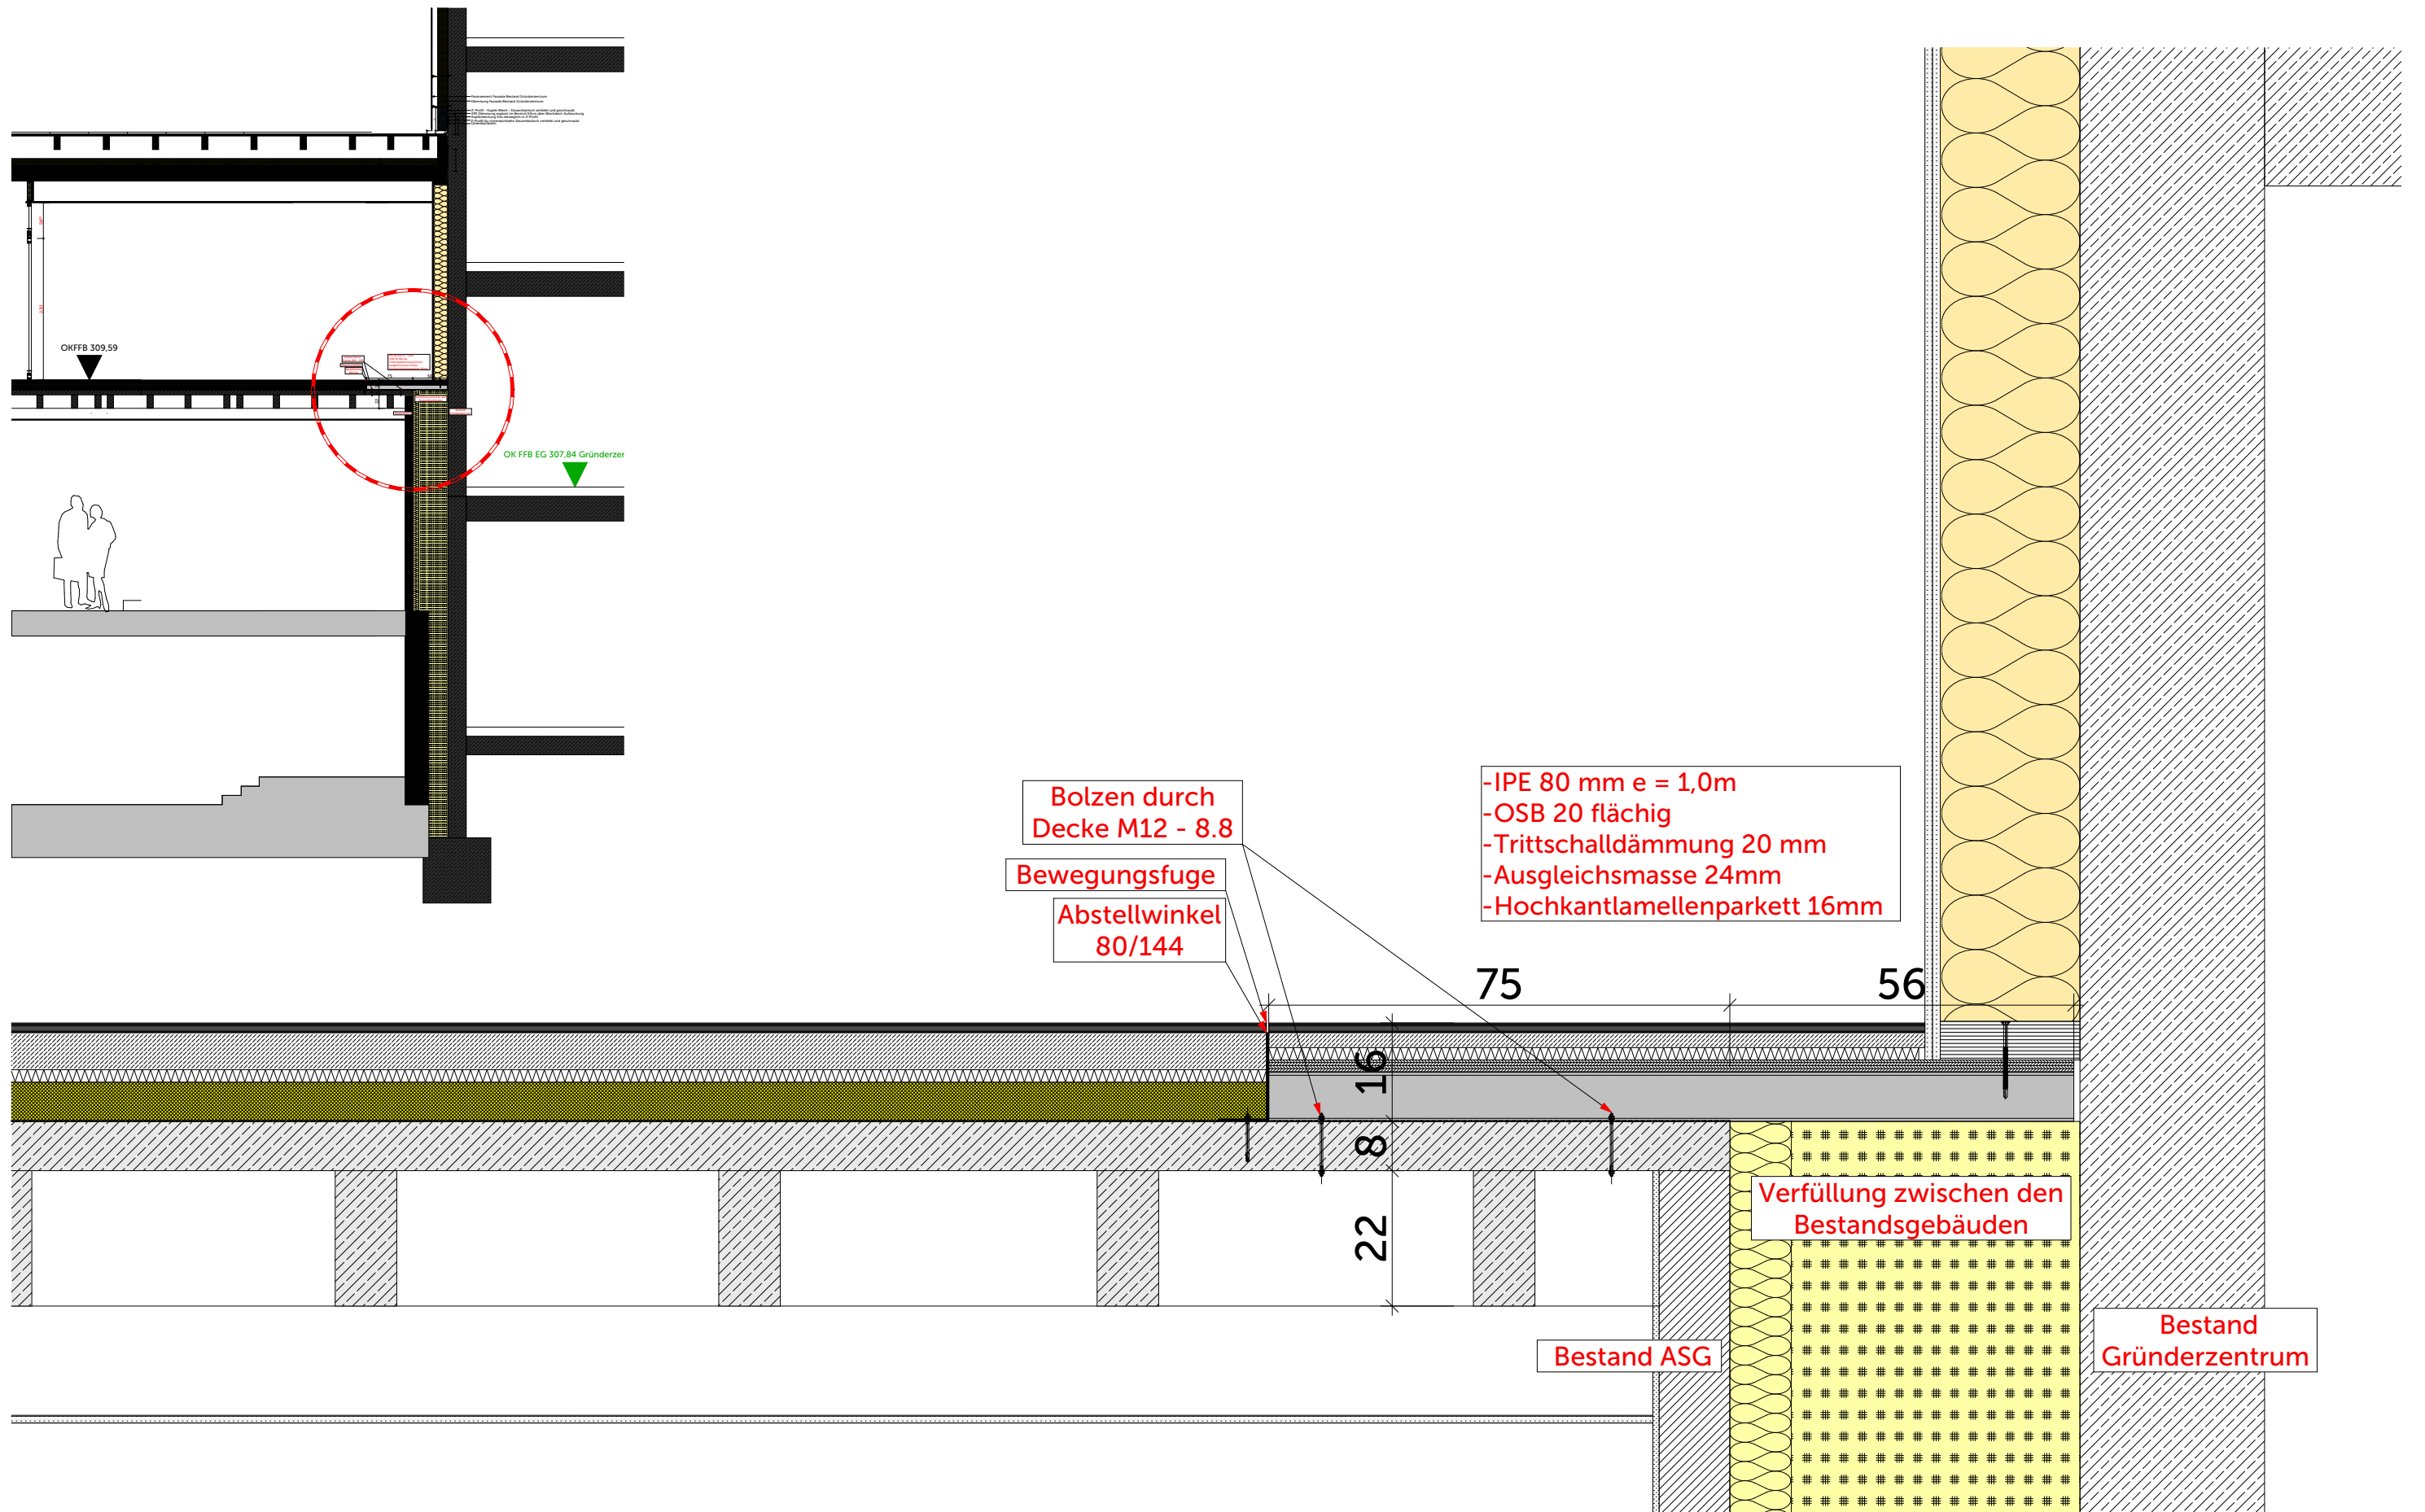 OKFFB 309,59
OK FFB EG 307,84 Gründerzer
Bolzen durch
Decke M12 - 8.8
Bewegungsfuge
Abstellwinkel
80/144
-IPE 80 mm e = 1,0m
-OSB 20 flächig
-Trittschalldämmung 20 mm
-Ausgleichsmasse 24mm
-Hochkantlamellenparkett 16mm
75
56
16
8
22
Verfüllung zwischen den
Bestandsgebäuden
Bestand ASG
Bestand
Gründerzentrum